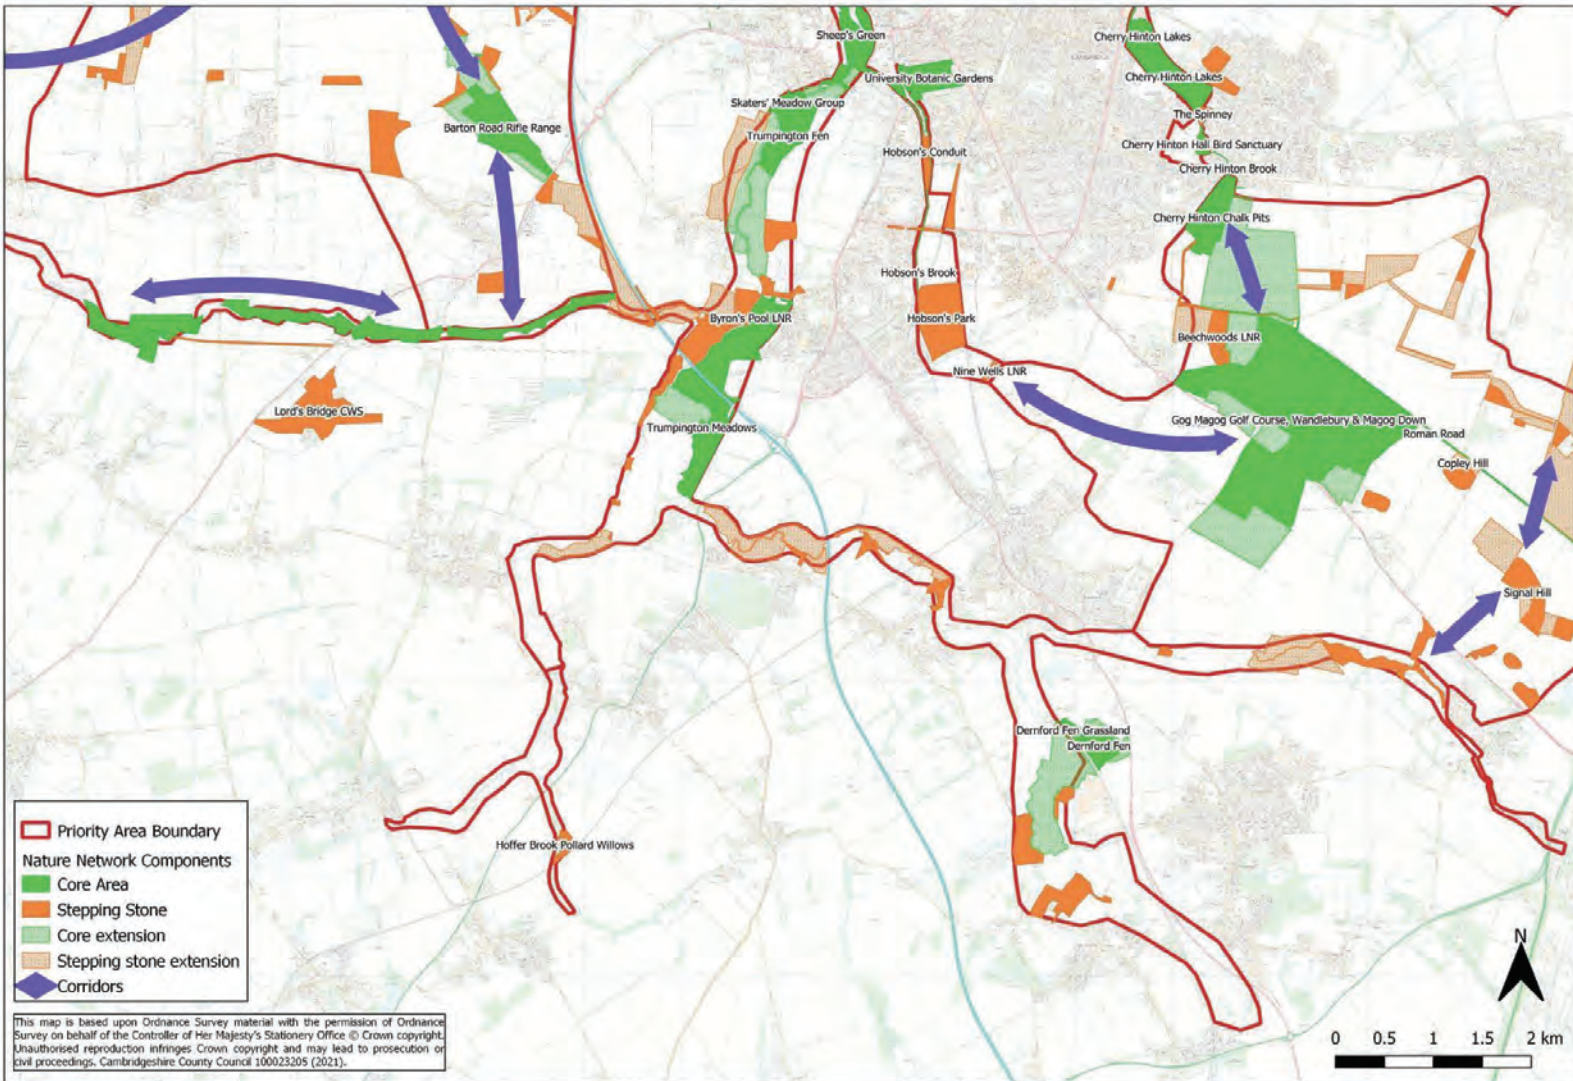 Sheep's Green
Cherry Hinton Lakes
University Botanic Gardens
Cherry Hinton Lakes
Skaters' Meadow Group
The Spinney
Barton Road Rifle Range
Trumpington Fen
Cherry Hinton Hall Bird Sanctuary
Hobson's Conduit
Cherry Hinton Brook
Cherry Hinton Chalk Pits
Hobson's Brook
Byron's Pool LNR
Hobson's Park
Beechwoods LNR
Nine Wells LNR
Lord's Bridge CWS
Trumpington Meadows
Gog Magog Golf Course, Wandlebury & Magog Down
Roman Road
Copley Hill
Signal Hill
Dernford Fen Grassland
Dernford Fen
Hoffer Brook Pollard Willows
Priority Area Boundary
Nature Network Components
Core Area
Stepping Stone
Core extension
Stepping stone extension
Corridors
This map is based upon Ordnance Survey material with the permission of Ordnance
Survey on behalf of the Controller of Her Majesty's Stationery Office © Crown copyright.
Unauthorised reproduction infringes Crown copyright and may lead to prosecution or
civil proceedings. Cambridgeshire County Council 100023205 (2021).
N
0 0.5 1 1.5 2 km